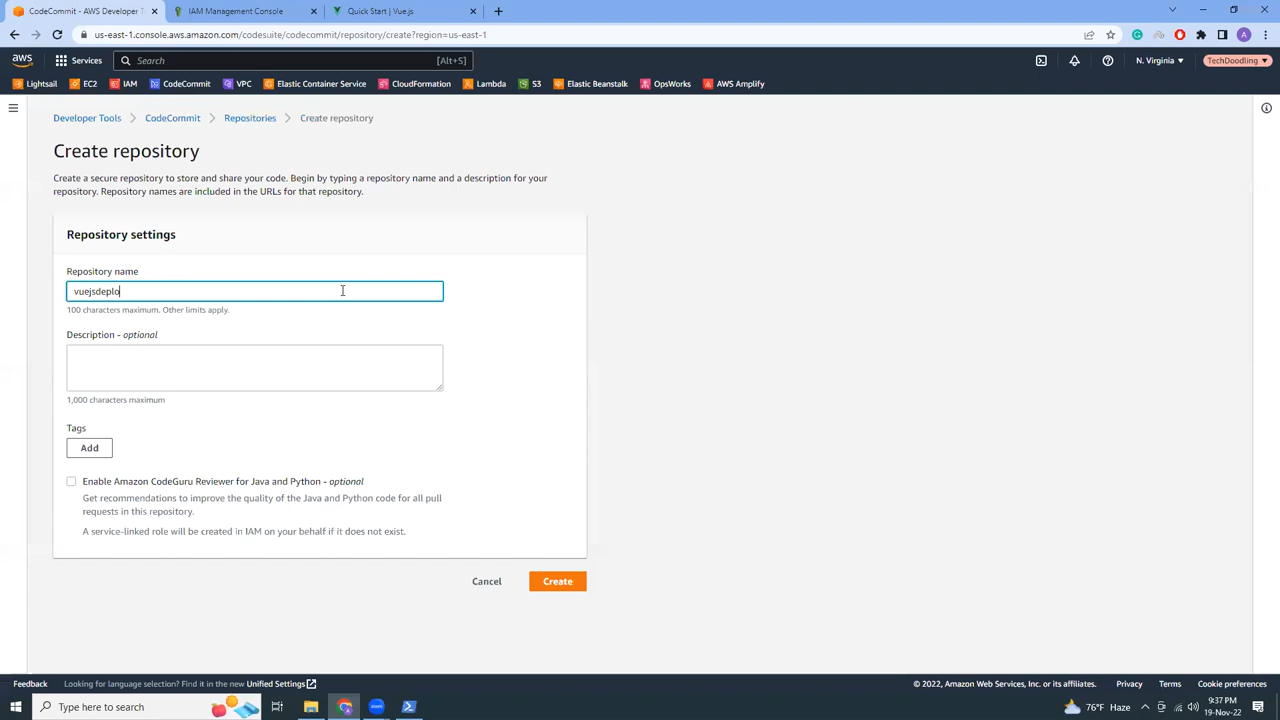 CodeCommit - AWS Developer T
IAM Management Console
Quick Start | Vue.js
us-east-1.console.aws.amazon.com/codesuite/codecommit/repository/create?region=us-east-1
A
aws
Services
Search
[Alt+S]
N. Virginia
TechDoodling
Lightsail
EC2
IAM
CodeCommit
VPC
Elastic Container Service
CloudFormation
Lambda
S3
Elastic Beanstalk
OpsWorks
AWS Amplify
Developer Tools
CodeCommit
Repositories
Create repository
Create repository
Create a secure repository to store and share your code. Begin by typing a repository name and a description for your
repository. Repository names are included in the URLs for that repository.
Repository settings
Repository name
vuejsdeplo
100 characters maximum. Other limits apply.
Description - optional
1,000 characters maximum
Tags
Add
Enable Amazon CodeGuru Reviewer for Java and Python - optional
Get recommendations to improve the quality of the Java and Python code for all pull
requests in this repository.
A service-linked role will be created in IAM on your behalf if it does not exist.
Cancel
Create
Feedback
Looking for language selection? Find it in the new Unified Settings
© 2022, Amazon Web Services, Inc. or its affiliates.
Privacy
Terms
Cookie preferences
Type here to search
zoom
76°F Haze
9:37 PM
19-Nov-22